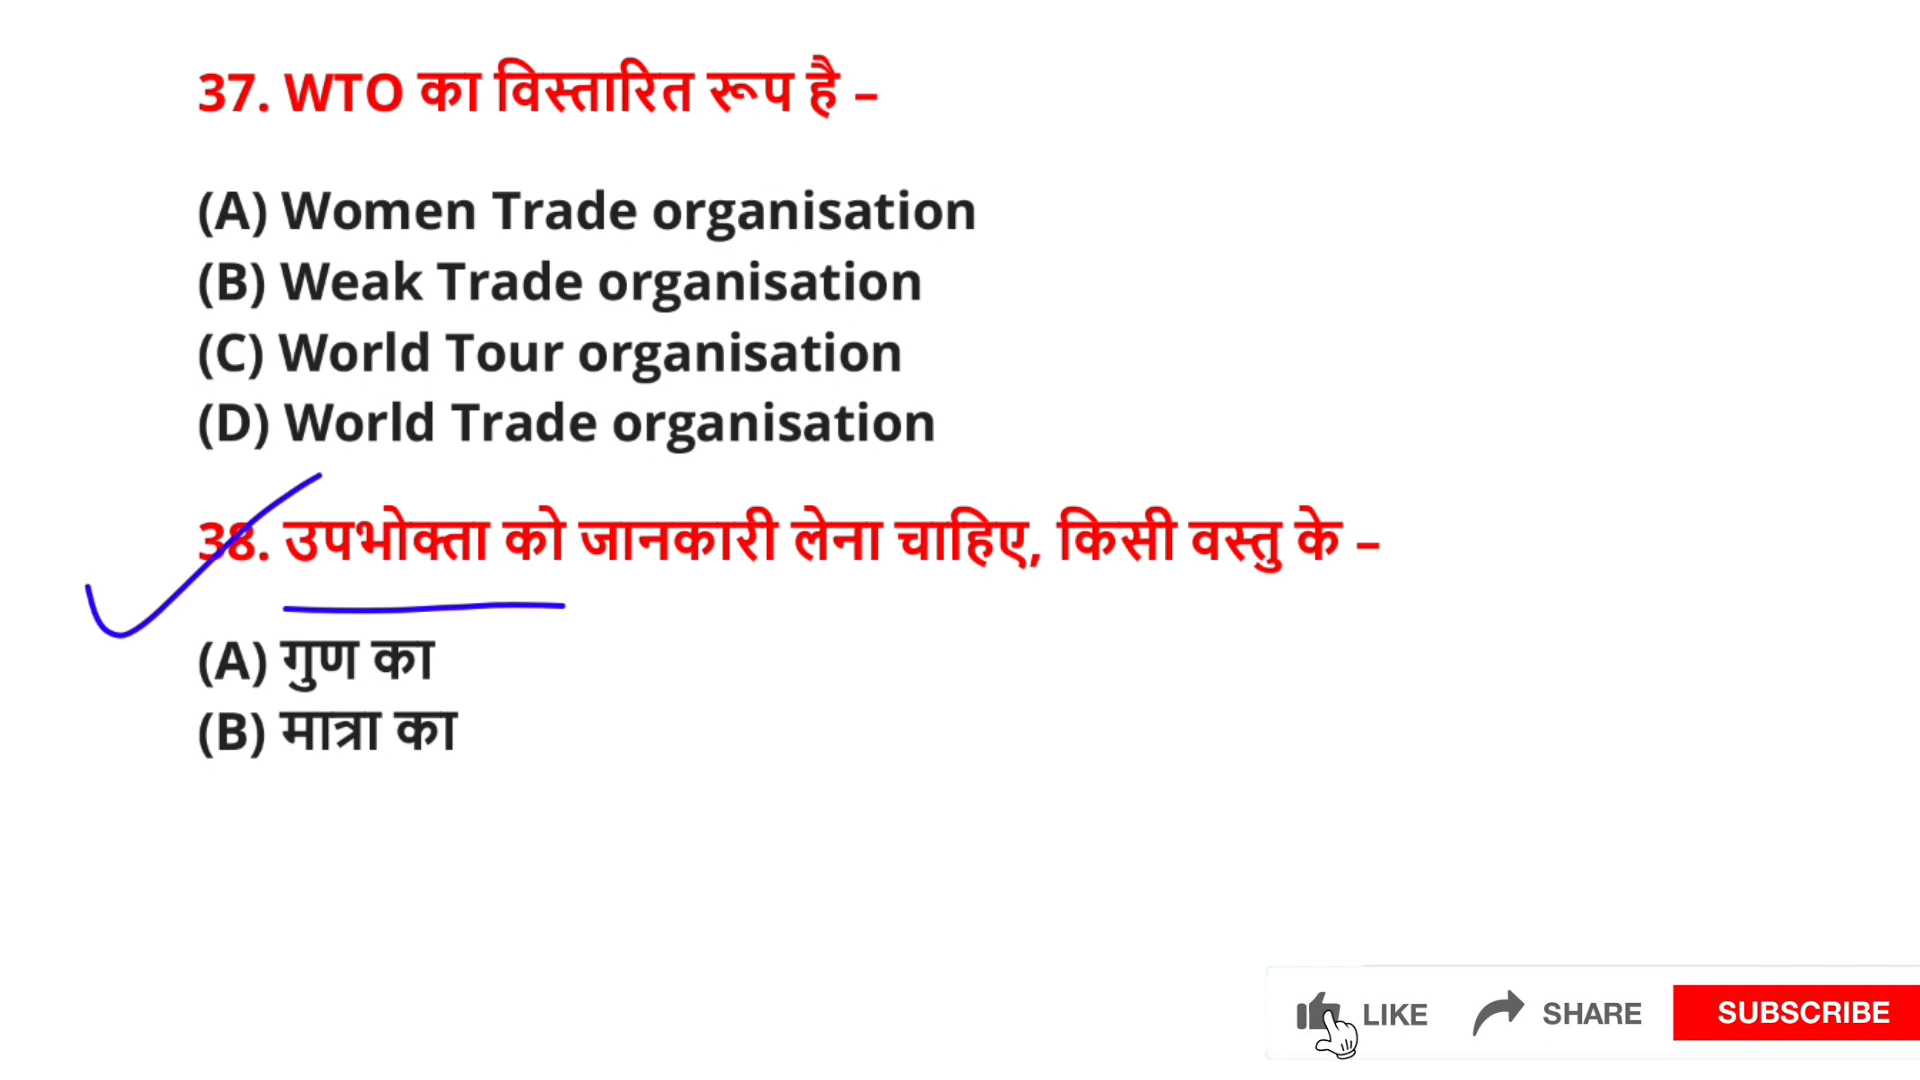 37. WTO का विस्तारित रूप है –
(A) Women Trade organisation
(B) Weak Trade organisation
(C) World Tour organisation
(D) World Trade organisation
38. उपभोक्ता को जानकारी लेना चाहिए, किसी वस्तु के –
(A) गुण का
(B) मात्रा का
LIKE SHARE SUBSCRIBE